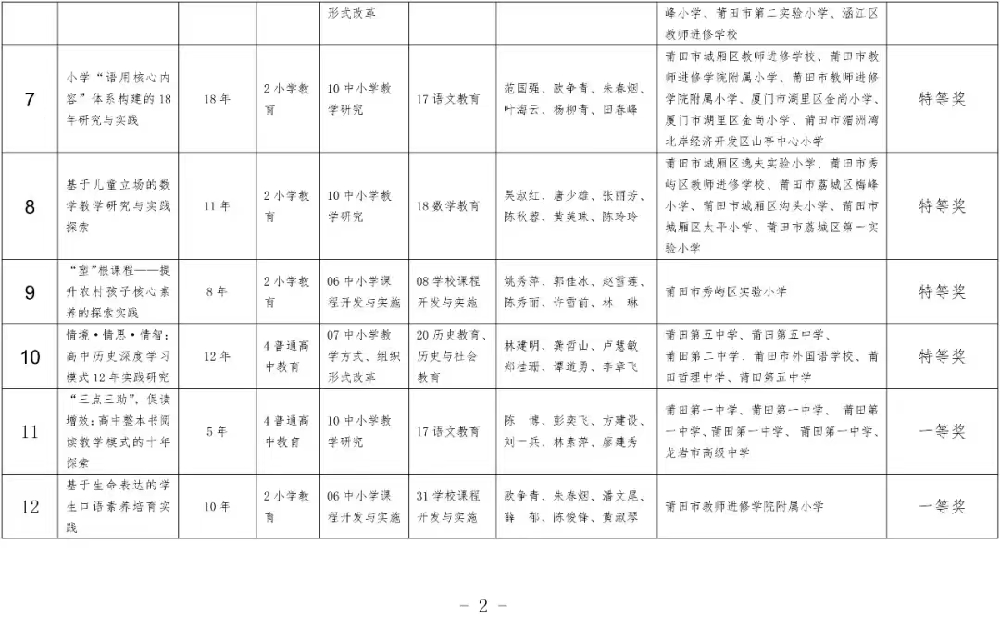 形式改革
峰小学、莆田市第二实验小学、涵江区
教师进修学校
7
小学“语用核心内
容”体系构建的18
年研究与实践
18年
2小学教
育
10中小学教
学研究
17语文教育
范国强、欧争青、朱春烟、
叶海云、杨柳青、田春峰
莆田市城厢区教师进修学校、莆田市教
师进修学院附属小学、莆田市教师进修
学院附属小学、厦门市湖里区金尚小学、
厦门市湖里区金尚小学、莆田市湄洲湾
北岸经济开发区山亭中心小学
特等奖
8
基于儿童立场的数
学教学研究与实践
探索
11年
2小学教
育
10中小学教
学研究
18数学教育
吴淑红、唐少雄、张丽芬、
陈秋蓉、黄美珠、陈玲玲
莆田市城厢区逸夫实验小学、莆田市秀
屿区教师进修学校、莆田市荔城区梅峰
小学、莆田市城厢区沟头小学、莆田市
城厢区太平小学、莆田市荔城区第一实
验小学
特等奖
9
“塑”根课程——提
升农村孩子核心素
养的探索实践
8年
2小学教
育
06中小学课
程开发与实施
08学校课程
开发与实施
姚秀萍、郭佳冰、赵雪莲、
陈秀丽、许雪前、林 琳
莆田市秀屿区实验小学
特等奖
10
情境·情思·情智:
高中历史深度学习
模式12年实践研究
12年
4普通高
中教育
07中小学教
学方式、组织
形式改革
20历史教育、
历史与社会
教育
林建明、龚哲山、卢慧敏
郑桂珊、谭道勇、李章飞
莆田第五中学、莆田第五中学、
莆田第二中学、莆田市外国语学校、莆
田哲理中学、莆田第五中学
特等奖
11
“三点三助”,促读
增效:高中整本书阅
读教学模式的十年
探索
5年
4普通高
中教育
10中小学教
学研究
17语文教育
陈 博、彭奕飞、方建设、
刘一兵、林素萍、廖建秀
莆田第一中学、莆田第一中学、 莆田第
一中学、莆田第一中学、 莆田第一中学、
龙岩市高级中学
一等奖
12
基于生命表达的学
生口语素养培育实
践
10年
2小学教
育
06中小学课
程开发与实施
31学校课程
开发与实施
欧争青、朱春烟、潘文尾、
薛 郁、陈俊锋、黄淑琴
莆田市教师进修学院附属小学
一等奖
- 2 -